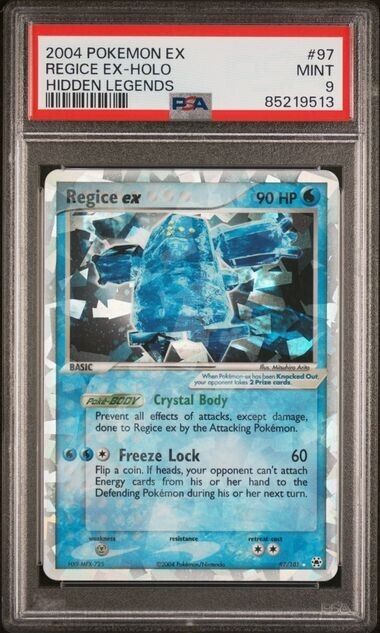 2004 POKEMON EX #97
REGICE EX-HOLO MINT
HIDDEN LEGENDS 9
PSA 85219513
Regice ex 90 HP
BASIC
Illus. Mitsuhiro Arita
When Pokémon-ex has been Knocked Out,
your opponent takes 2 Prize cards.
Poké-BODY Crystal Body
Prevent all effects of attacks, except damage,
done to Regice ex by the Attacking Pokémon.
Freeze Lock 60
Flip a coin. If heads, your opponent can't attach
Energy cards from his or her hand to the
Defending Pokémon during his or her next turn.
weakness resistance retreat cost
©2004 Pokémon/Nintendo 97/101